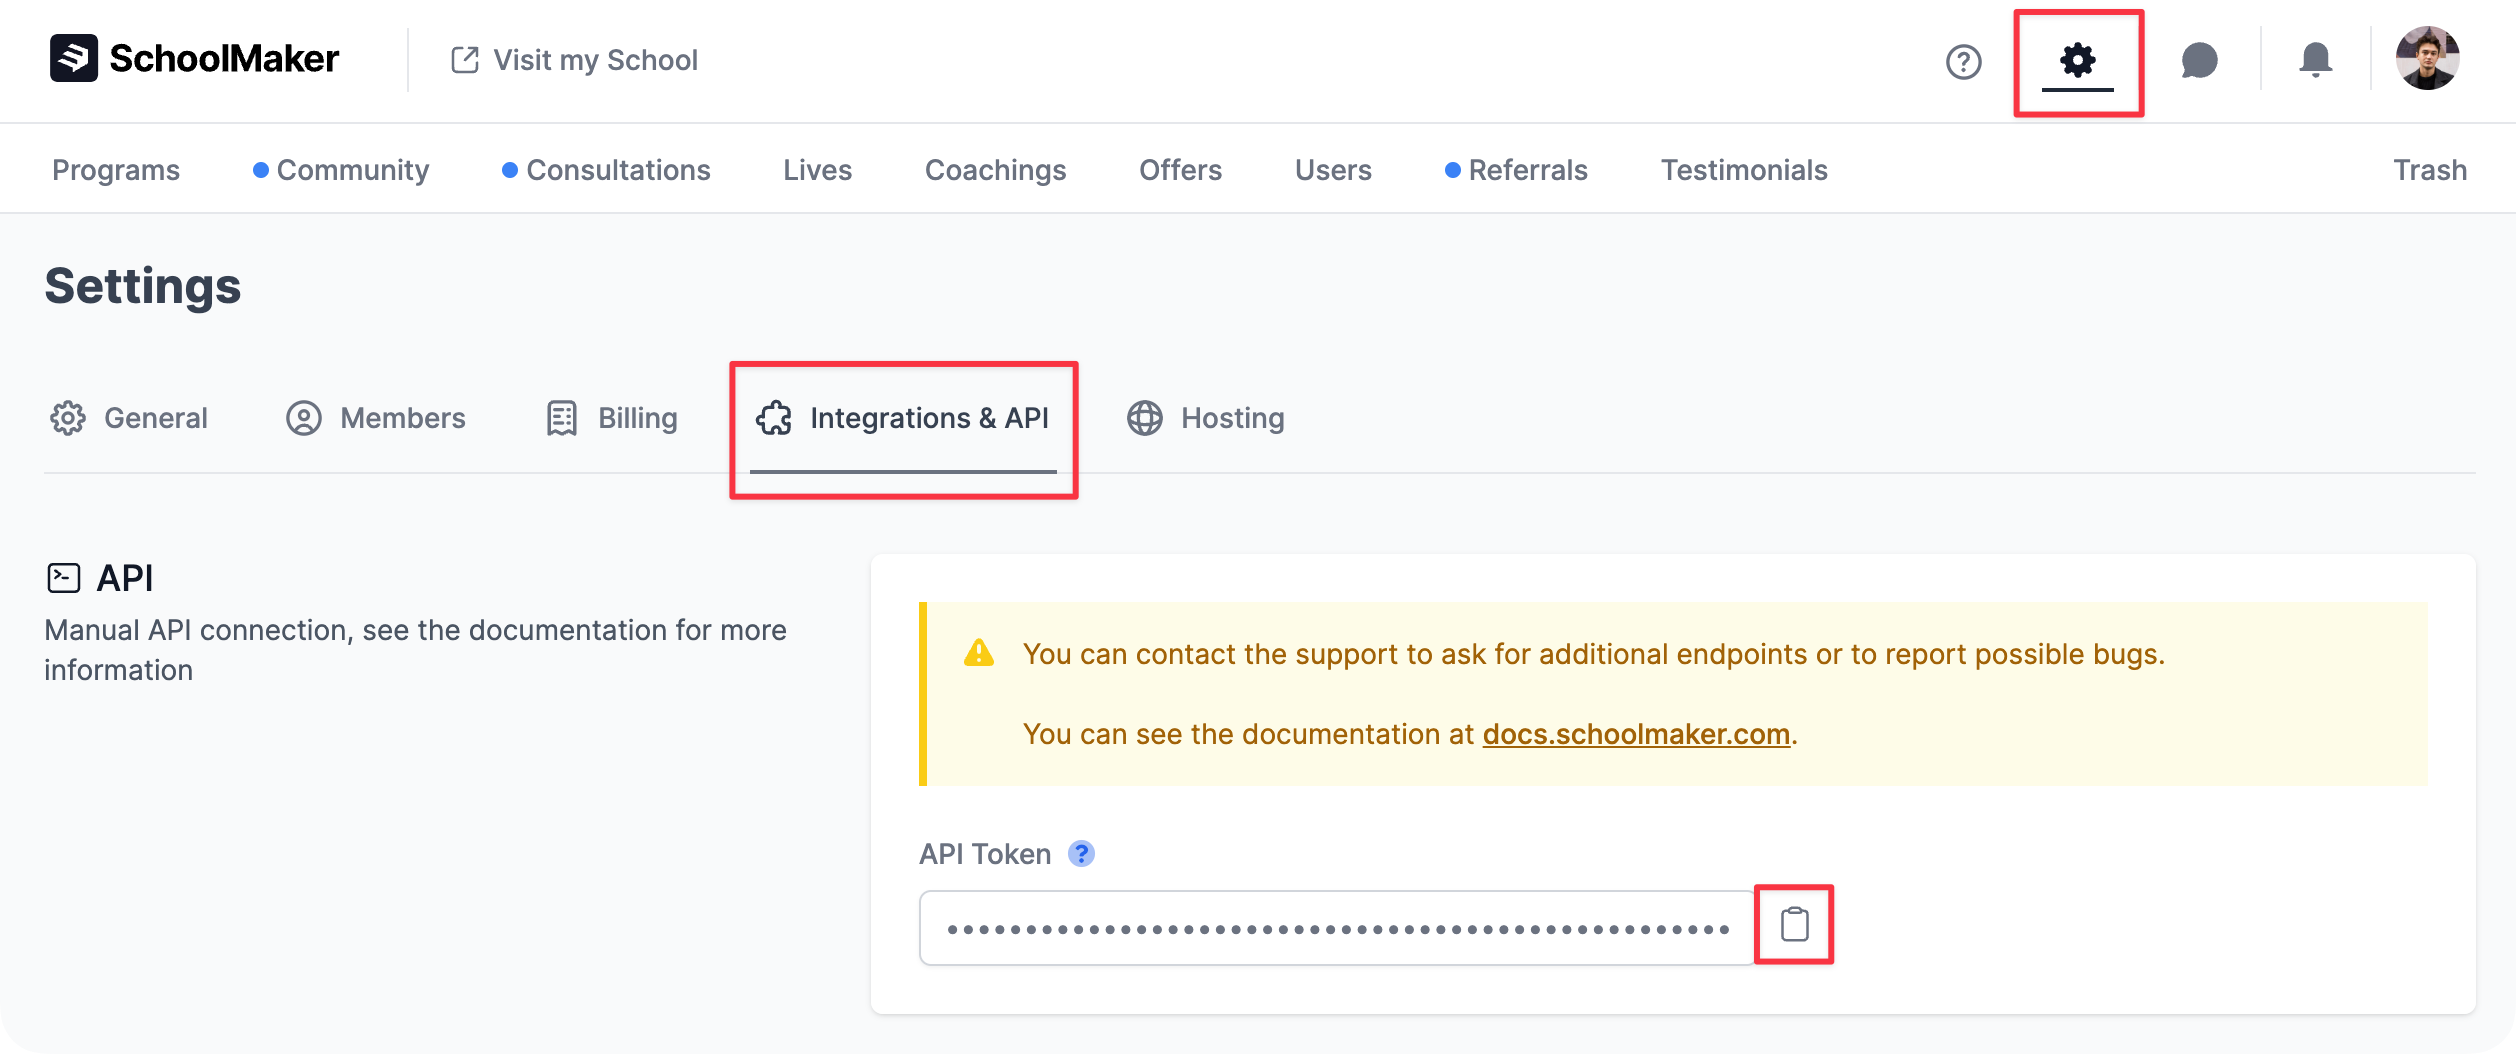 SchoolMaker
Visit my School
Programs
Community
Consultations
Lives
Coachings
Offers
Users
Referrals
Testimonials
Trash
Settings
General
Members
Billing
Integrations & API
Hosting
API
Manual API connection, see the documentation for more
information
You can contact the support to ask for additional endpoints or to report possible bugs.
You can see the documentation at docs.schoolmaker.com.
API Token